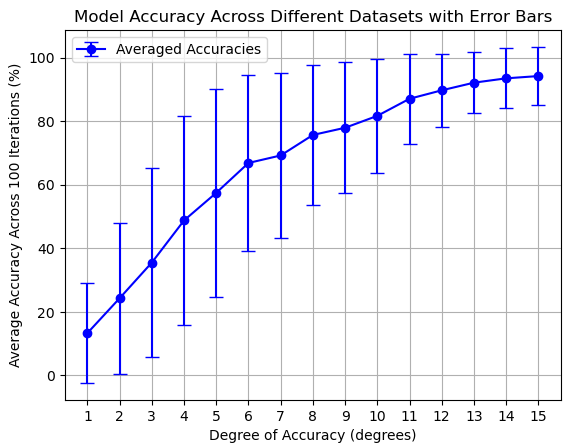 Model Accuracy Across Different Datasets with Error Bars
Averaged Accuracies
Average Accuracy Across 100 Iterations (%)
100
80
60
40
20
0
1 2 3 4 5 6 7 8 9 10 11 12 13 14 15
Degree of Accuracy (degrees)